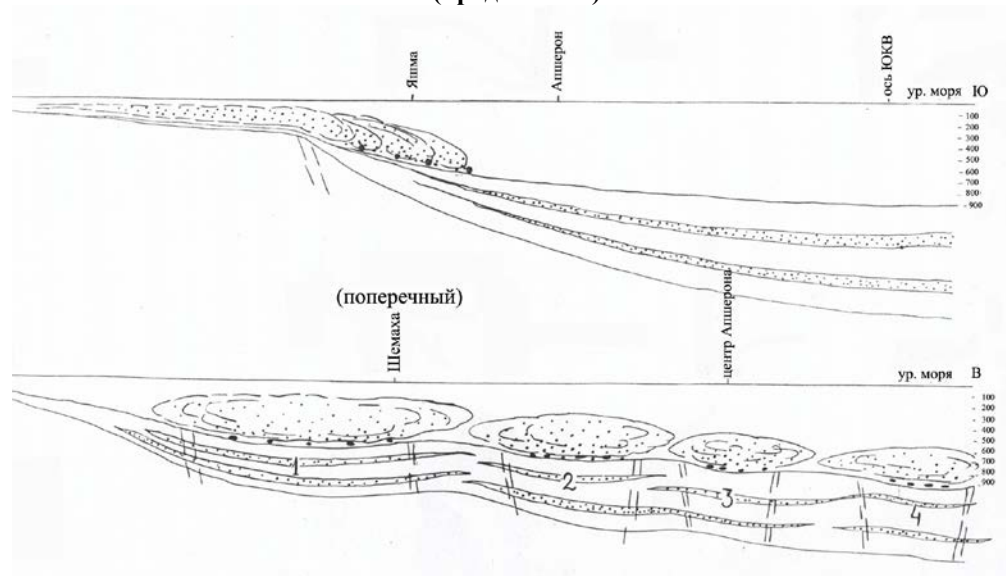 Яшма
Апшерон
ось ЮКВ
ур. моря Ю
- 100
- 200
- 300
- 400
- 500
- 600
- 700
- 800
- 900
(поперечный)
Шемаха
центр Апшерона
ур. моря В
- 100
- 200
- 300
- 400
- 500
- 600
- 700
- 800
- 900
1
2
3
4